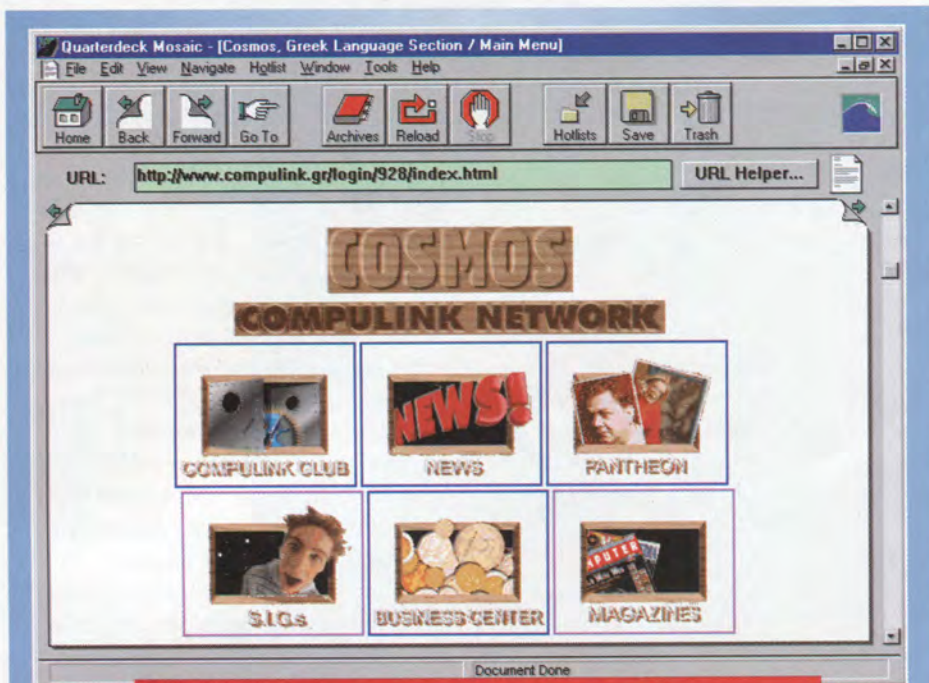 Quarterdeck Mosaic - [Cosmos, Greek Language Section / Main Menu]
File Edit View Navigate Hotlist Window Tools Help
Home Back Forward Go To Archives Reload Stop Hotlists Save Trash
URL: http://www.compulink.gr/login/928/index.html URL Helper...
COSMOS
COMPULINK NETWORK
NEWS!
COMPULINK CLUB NEWS PANTHEON
S.I.G.s BUSINESS CENTER MAGAZINES
Document Done